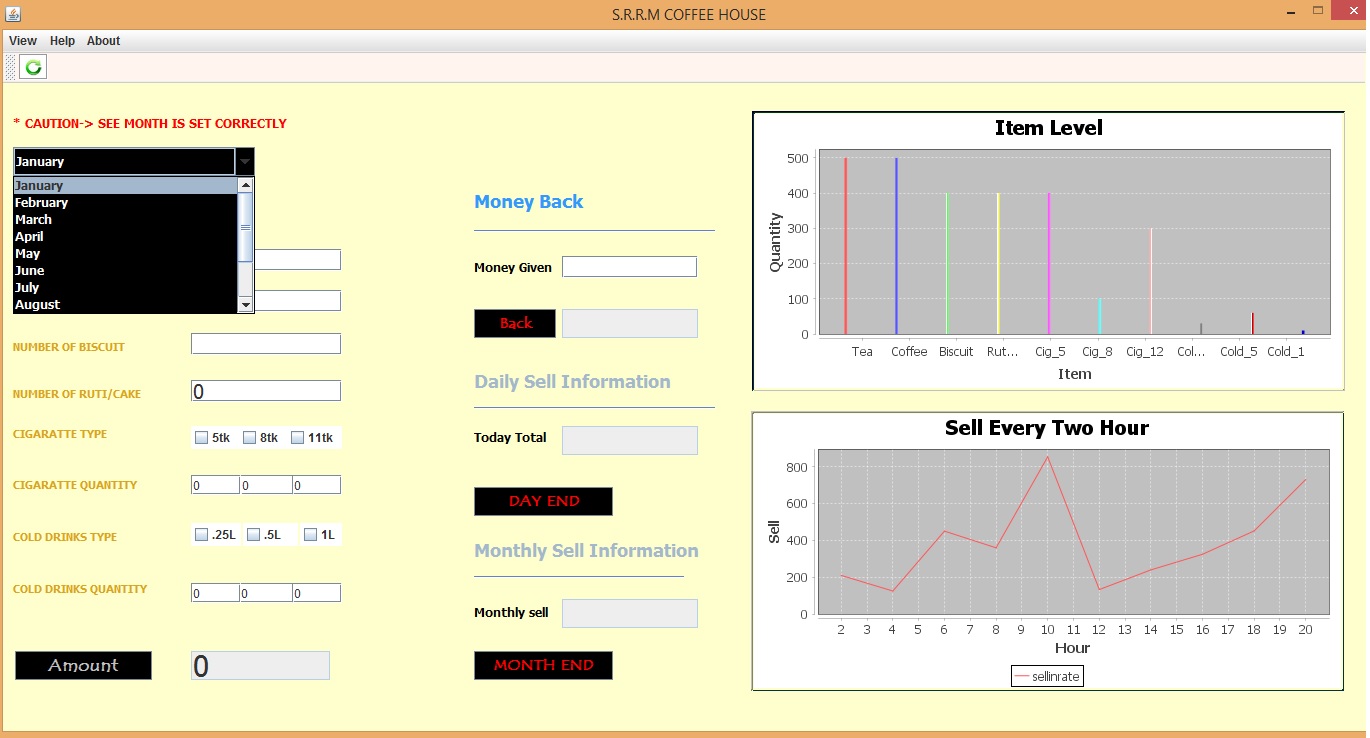 S.R.R.M COFFEE HOUSE
View Help About
* CAUTION-> SEE MONTH IS SET CORRECTLY
January
January
February
March
April
May
June
July
August
NUMBER OF BISCUIT
NUMBER OF RUTI/CAKE 0
CIGARATTE TYPE 5tk 8tk 11tk
CIGARATTE QUANTITY 0 0 0
COLD DRINKS TYPE .25L .5L 1L
COLD DRINKS QUANTITY 0 0 0
Amount 0
Money Back
Money Given
Back
Daily Sell Information
Today Total
DAY END
Monthly Sell Information
Monthly sell
MONTH END
Item Level
Quantity
500
400
300
200
100
0
Tea Coffee Biscuit Rut... Cig_5 Cig_8 Cig_12 Col... Cold_5 Cold_1
Item
Sell Every Two Hour
Sell
800
600
400
200
0
2 3 4 5 6 7 8 9 10 11 12 13 14 15 16 17 18 19 20
Hour
sellinrate